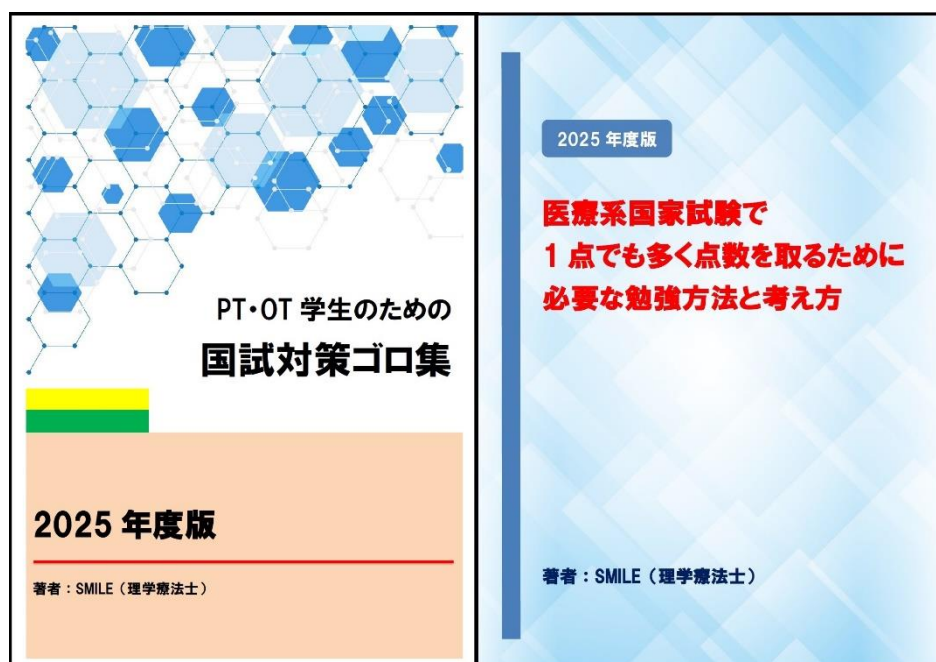 PT・OT 学生のための
国試対策ゴロ集
2025 年度版
著者：SMILE（理学療法士）
2025 年度版
医療系国家試験で
1 点でも多く点数を取るために
必要な勉強方法と考え方
著者：SMILE（理学療法士）